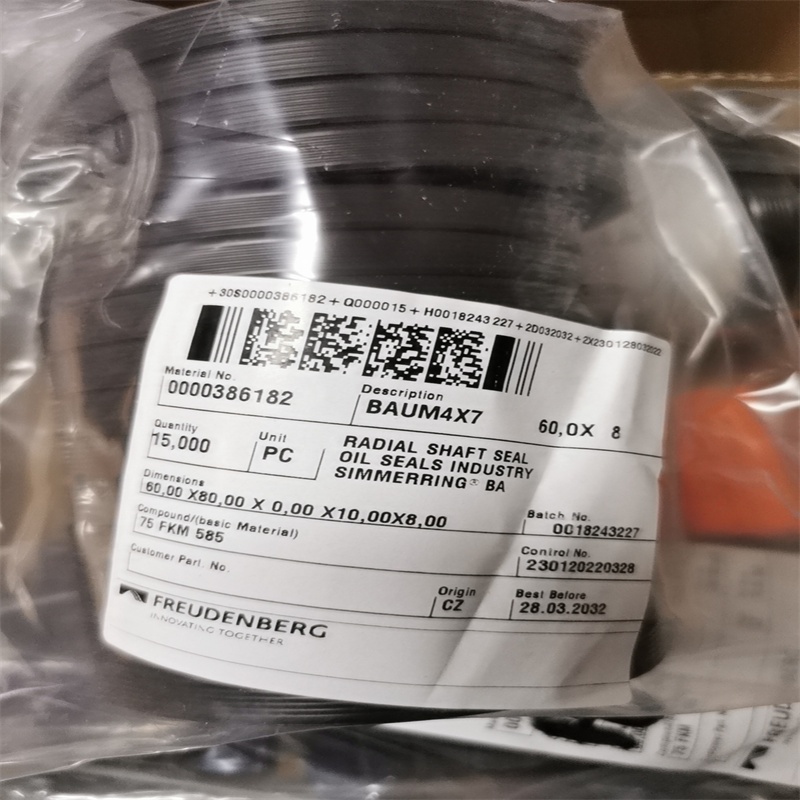 +30S0000386182+Q000015+H0018243227+2D032032+2X230128032022
Material No.
0000386182
Description
BAUM4X7 60,0X 8
Quantity
15,000
Unit
PC
RADIAL SHAFT SEAL
OIL SEALS INDUSTRY
SIMMERRING® BA
Dimensions
60,00 X80,00 X 0,00 X10,00X8,00
Batch No.
0018243227
Compound/(basic Material)
75 FKM 585
Control No.
230120220328
Customer Part. No.
Origin
CZ
Best Before
28.03.2032
FREUDENBERG
INNOVATING TOGETHER
75 FKM